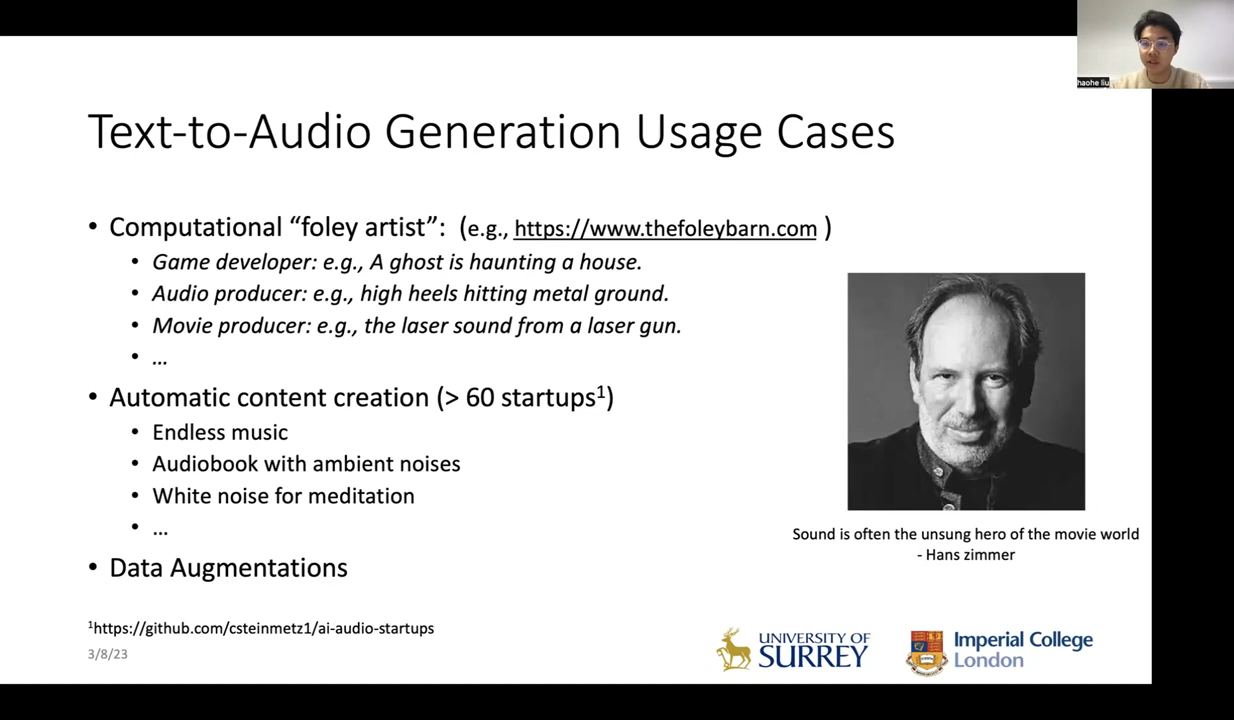 haohe liu
Text-to-Audio Generation Usage Cases
• Computational “foley artist”: (e.g., https://www.thefoleybarn.com )
• Game developer: e.g., A ghost is haunting a house.
• Audio producer: e.g., high heels hitting metal ground.
• Movie producer: e.g., the laser sound from a laser gun.
• …
• Automatic content creation (> 60 startups¹)
• Endless music
• Audiobook with ambient noises
• White noise for meditation
• …
• Data Augmentations
Sound is often the unsung hero of the movie world
- Hans zimmer
¹https://github.com/csteinmetz1/ai-audio-startups
3/8/23
UNIVERSITY OF
SURREY
Imperial College
London